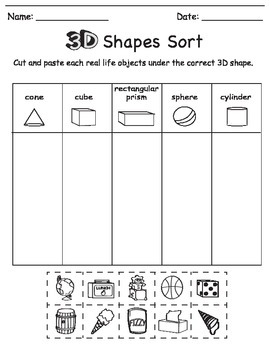 Name: Date:
3D Shapes Sort
Cut and paste each real life objects under the correct 3D shape.
cone cube rectangular prism sphere cylinder
LUNCH